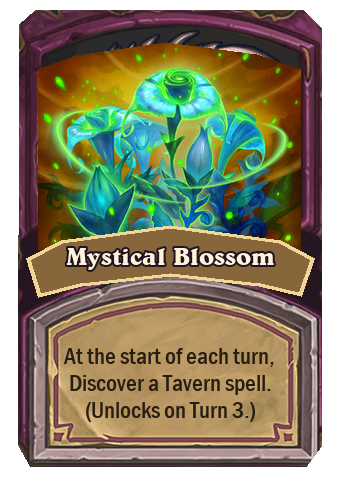 Mystical Blossom
At the start of each turn,
Discover a Tavern spell.
(Unlocks on Turn 3.)